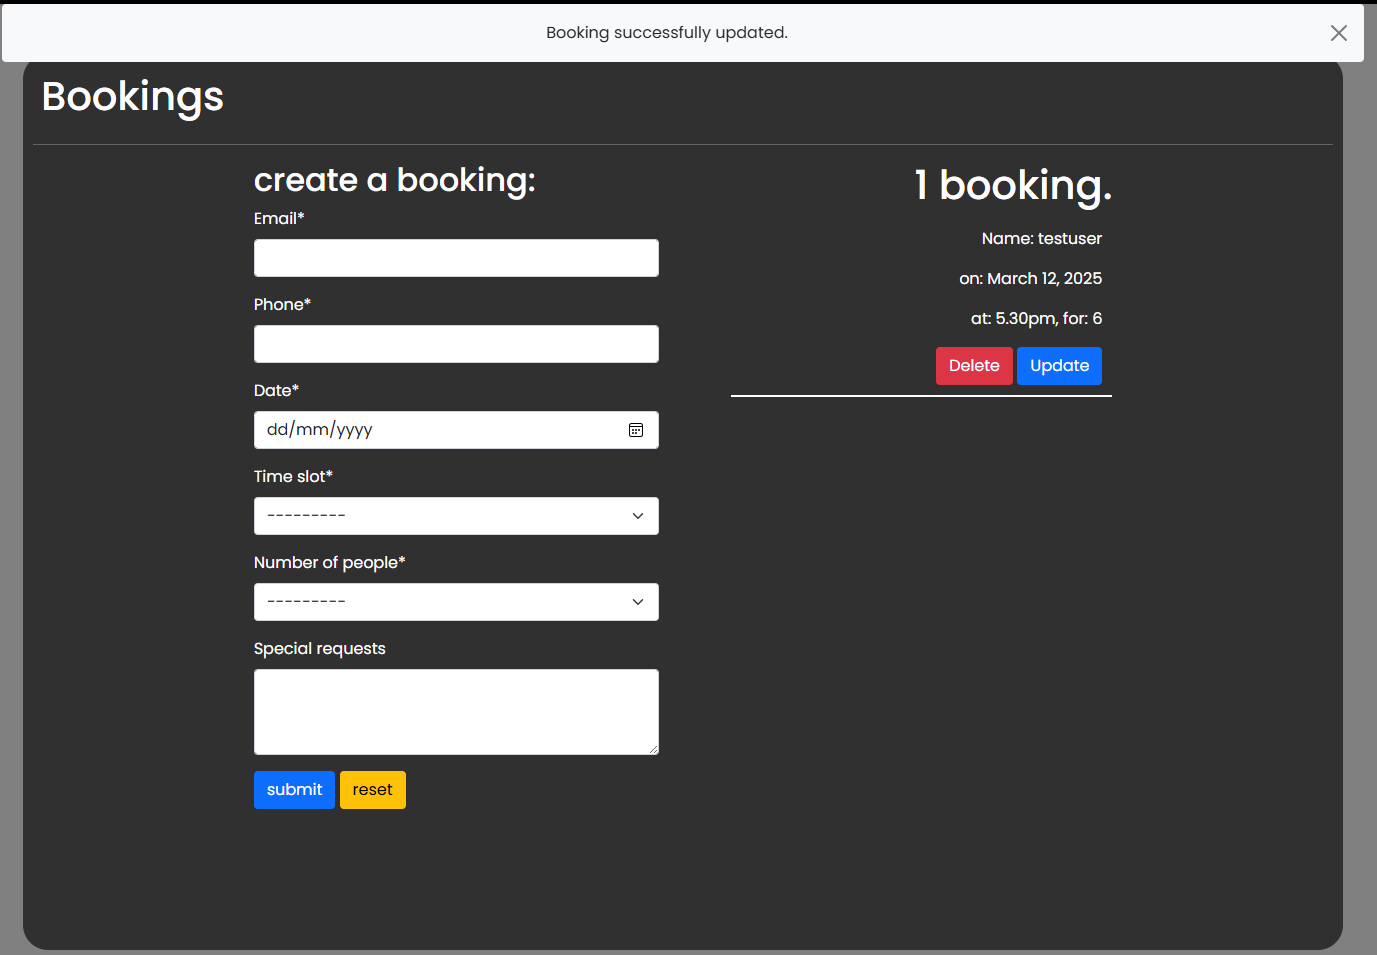 Booking successfully updated.
Bookings
create a booking:
Email*
Phone*
Date*
dd/mm/yyyy
Time slot*
---------
Number of people*
---------
Special requests
submit
reset
1 booking.
Name: testuser
on: March 12, 2025
at: 5.30pm, for: 6
Delete
Update